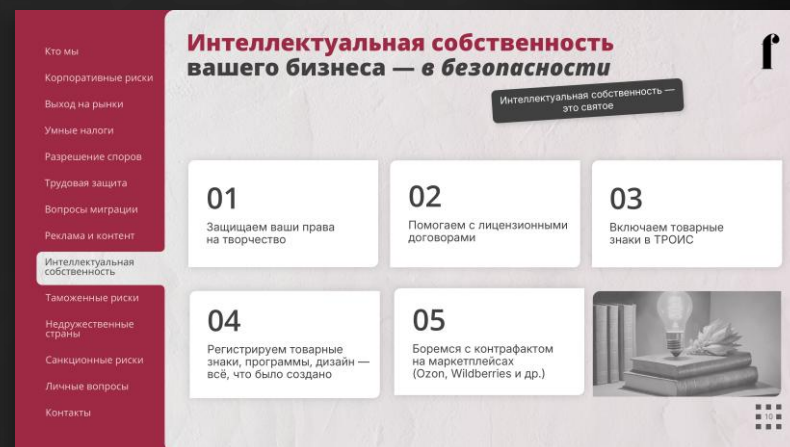 Кто мы
Корпоративные риски
Выход на рынки
Умные налоги
Разрешение споров
Трудовая защита
Вопросы миграции
Реклама и контент
Интеллектуальная
собственность
Таможенные риски
Недружественные
страны
Санкционные риски
Личные вопросы
Контакты
Интеллектуальная собственность
вашего бизнеса — в безопасности
f
Интеллектуальная собственность —
это святое
01
Защищаем ваши права
на творчество
02
Помогаем с лицензионными
договорами
03
Включаем товарные
знаки в ТРОИС
04
Регистрируем товарные
знаки, программы, дизайн —
всё, что было создано
05
Боремся с контрафактом
на маркетплейсах
(Ozon, Wildberries и др.)
10